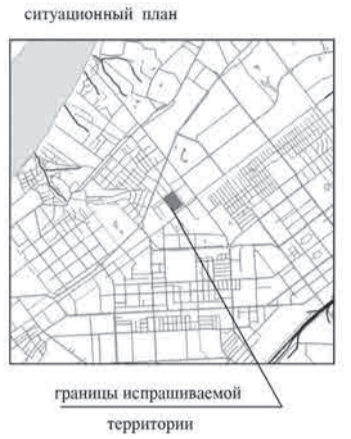 ситуационный план
границы испрашиваемой
территории